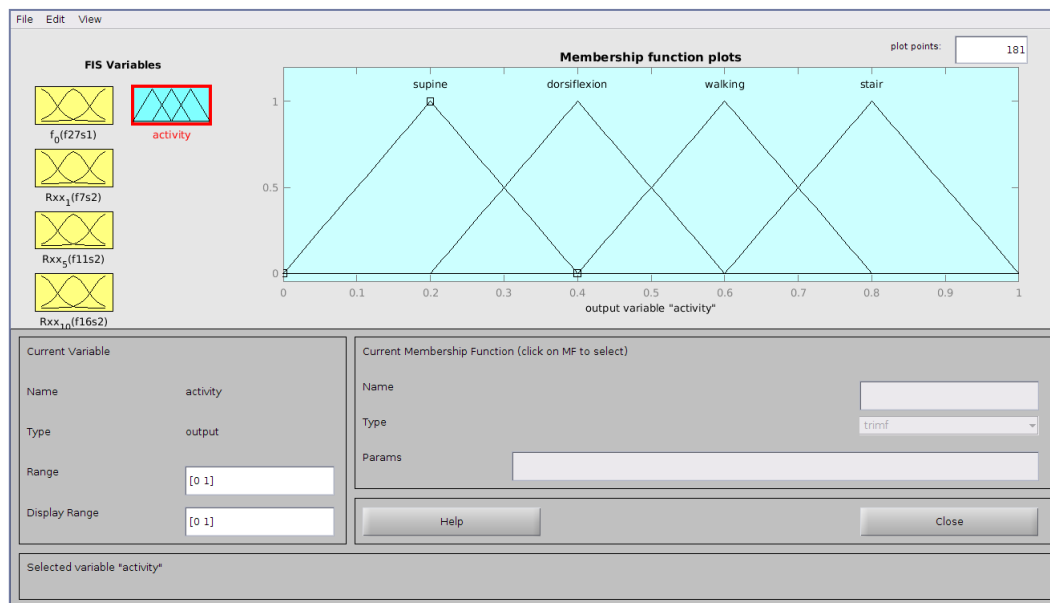 File Edit View
FIS Variables
f0(f27s1)
activity
Rxx1(f7s2)
Rxx5(f11s2)
Rxx10(f16s2)
Membership function plots
plot points:
181
supine dorsiflexion walking stair
1
0.5
0
0 0.1 0.2 0.3 0.4 0.5 0.6 0.7 0.8 0.9 1
output variable "activity"
Current Variable
Name activity
Type output
Range [0 1]
Display Range [0 1]
Current Membership Function (click on MF to select)
Name
Type trimf
Params
Help Close
Selected variable "activity"